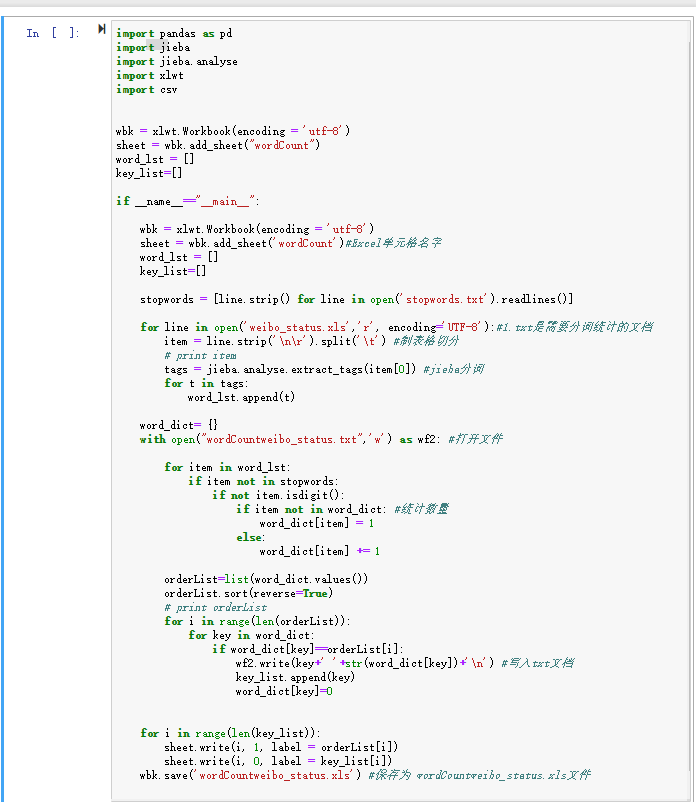 In [ ]:
import pandas as pd
import jieba
import jieba.analyse
import xlwt
import csv
wbk = xlwt.Workbook(encoding = 'utf-8')
sheet = wbk.add_sheet("wordCount")
word_lst = []
key_list=[]
if __name__=="__main__":
wbk = xlwt.Workbook(encoding = 'utf-8')
sheet = wbk.add_sheet('wordCount')#Excel单元格名字
word_lst = []
key_list=[]
stopwords = [line.strip() for line in open('stopwords.txt').readlines()]
for line in open('weibo_status.xls','r', encoding='UTF-8'):#1.txt是需要分词统计的文档
item = line.strip('\n\r').split('\t') #制表格切分
# print item
tags = jieba.analyse.extract_tags(item[0]) #jieba分词
for t in tags:
word_lst.append(t)
word_dict= {}
with open("wordCountweibo_status.txt",'w') as wf2: #打开文件
for item in word_lst:
if item not in stopwords:
if not item.isdigit():
if item not in word_dict: #统计数量
word_dict[item] = 1
else:
word_dict[item] += 1
orderList=list(word_dict.values())
orderList.sort(reverse=True)
# print orderList
for i in range(len(orderList)):
for key in word_dict:
if word_dict[key]==orderList[i]:
wf2.write(key+' '+str(word_dict[key])+'\n') #写入txt文档
key_list.append(key)
word_dict[key]=0
for i in range(len(key_list)):
sheet.write(i, 1, label = orderList[i])
sheet.write(i, 0, label = key_list[i])
wbk.save('wordCountweibo_status.xls') #保存为 wordCountweibo_status.xls文件